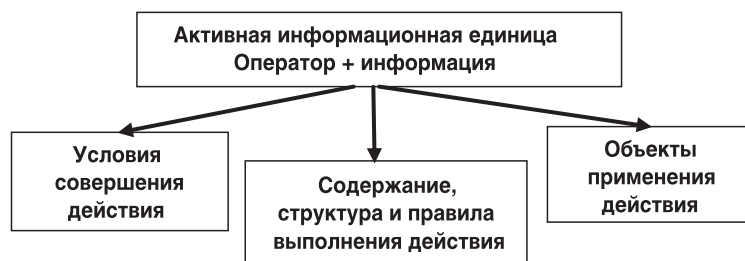 Активная информационная единица
Оператор + информация
Условия
совершения
действия
Содержание,
структура и правила
выполнения действия
Объекты
применения
действия